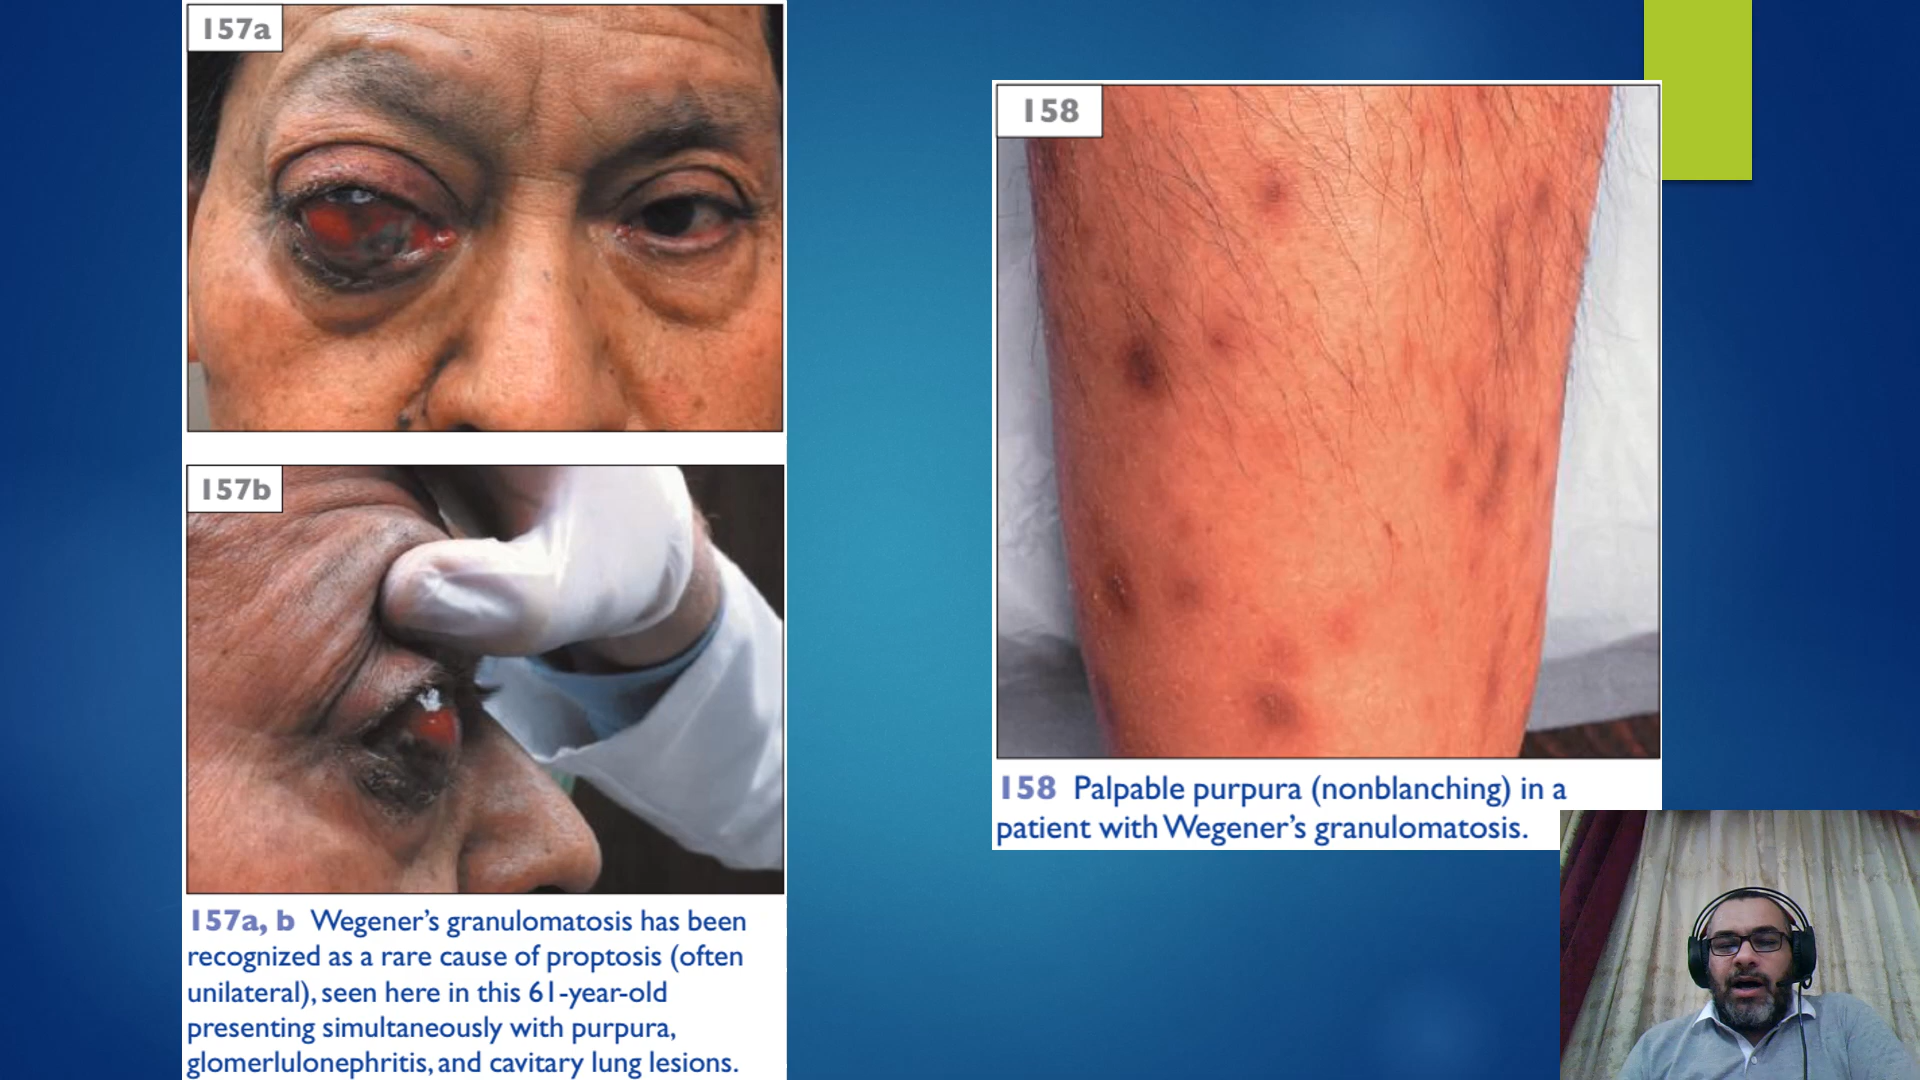 157a
157b
157a, b Wegener's granulomatosis has been
recognized as a rare cause of proptosis (often
unilateral), seen here in this 61-year-old
presenting simultaneously with purpura,
glomerlulonephritis, and cavitary lung lesions.
158
158 Palpable purpura (nonblanching) in a
patient with Wegener's granulomatosis.